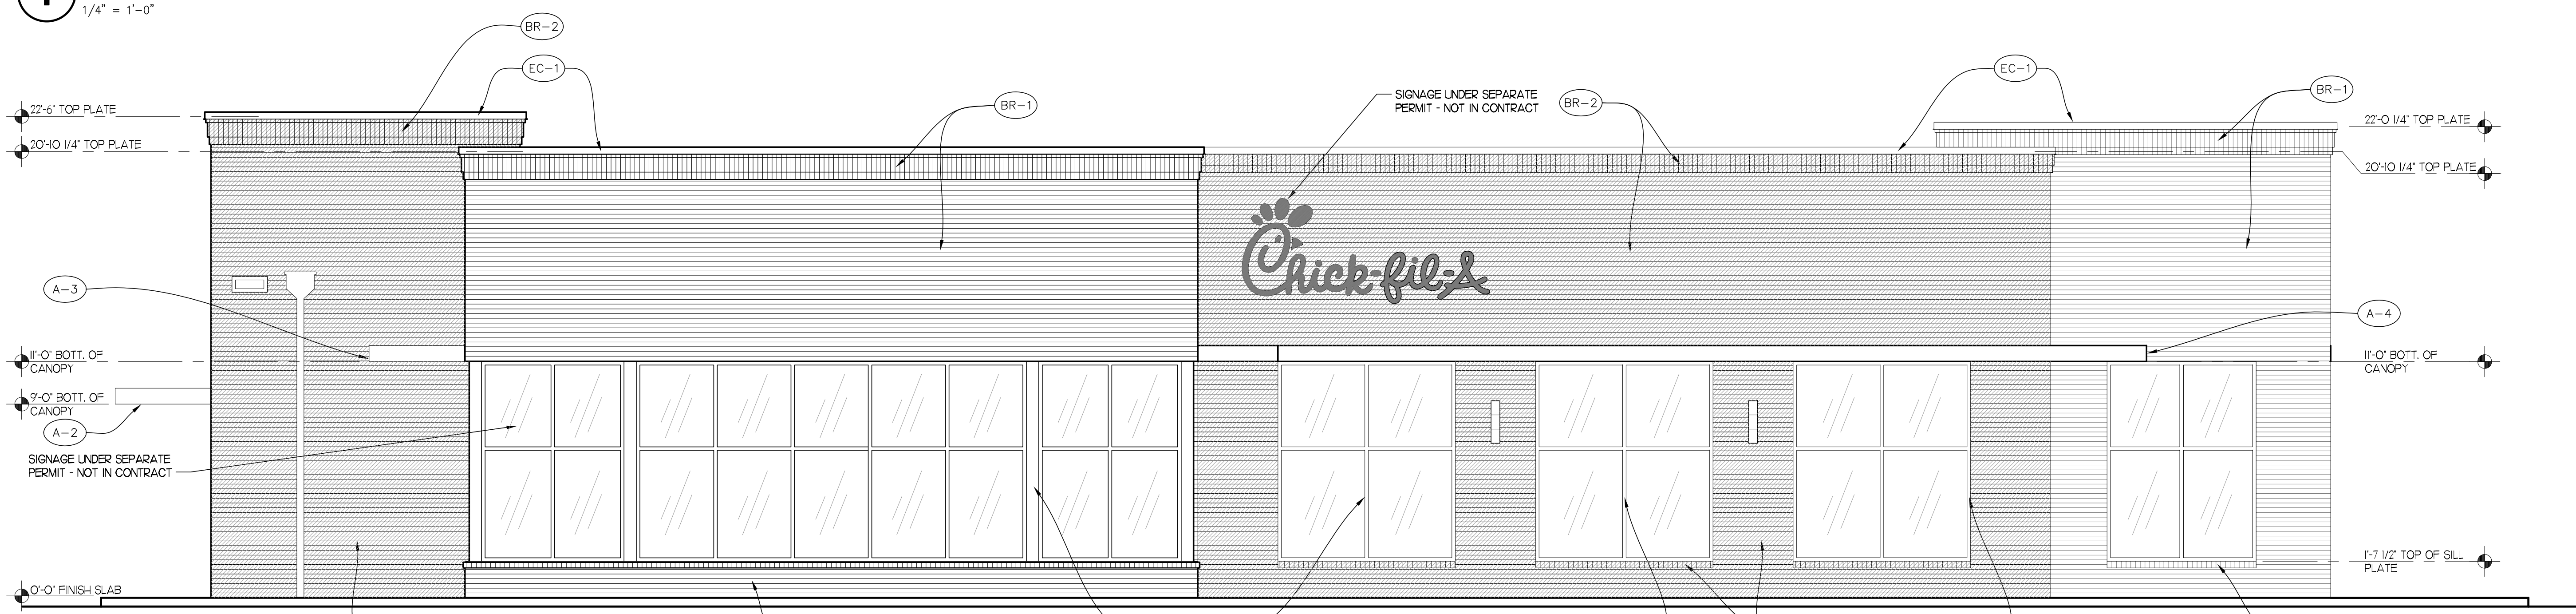 1/4" = 1'-0"
BR-2
EC-1
EC-1
BR-1
SIGNAGE UNDER SEPARATE
PERMIT - NOT IN CONTRACT
BR-2
BR-1
22'-6" TOP PLATE
20'-10 1/4" TOP PLATE
22'-0 1/4" TOP PLATE
20'-10 1/4" TOP PLATE
Chick-fil-A
A-3
A-4
11'-0" BOTT. OF
CANOPY
9'-0" BOTT. OF
CANOPY
A-2
11'-0" BOTT. OF
CANOPY
SIGNAGE UNDER SEPARATE
PERMIT - NOT IN CONTRACT
1'-7 1/2" TOP OF SILL
PLATE
0'-0" FINISH SLAB